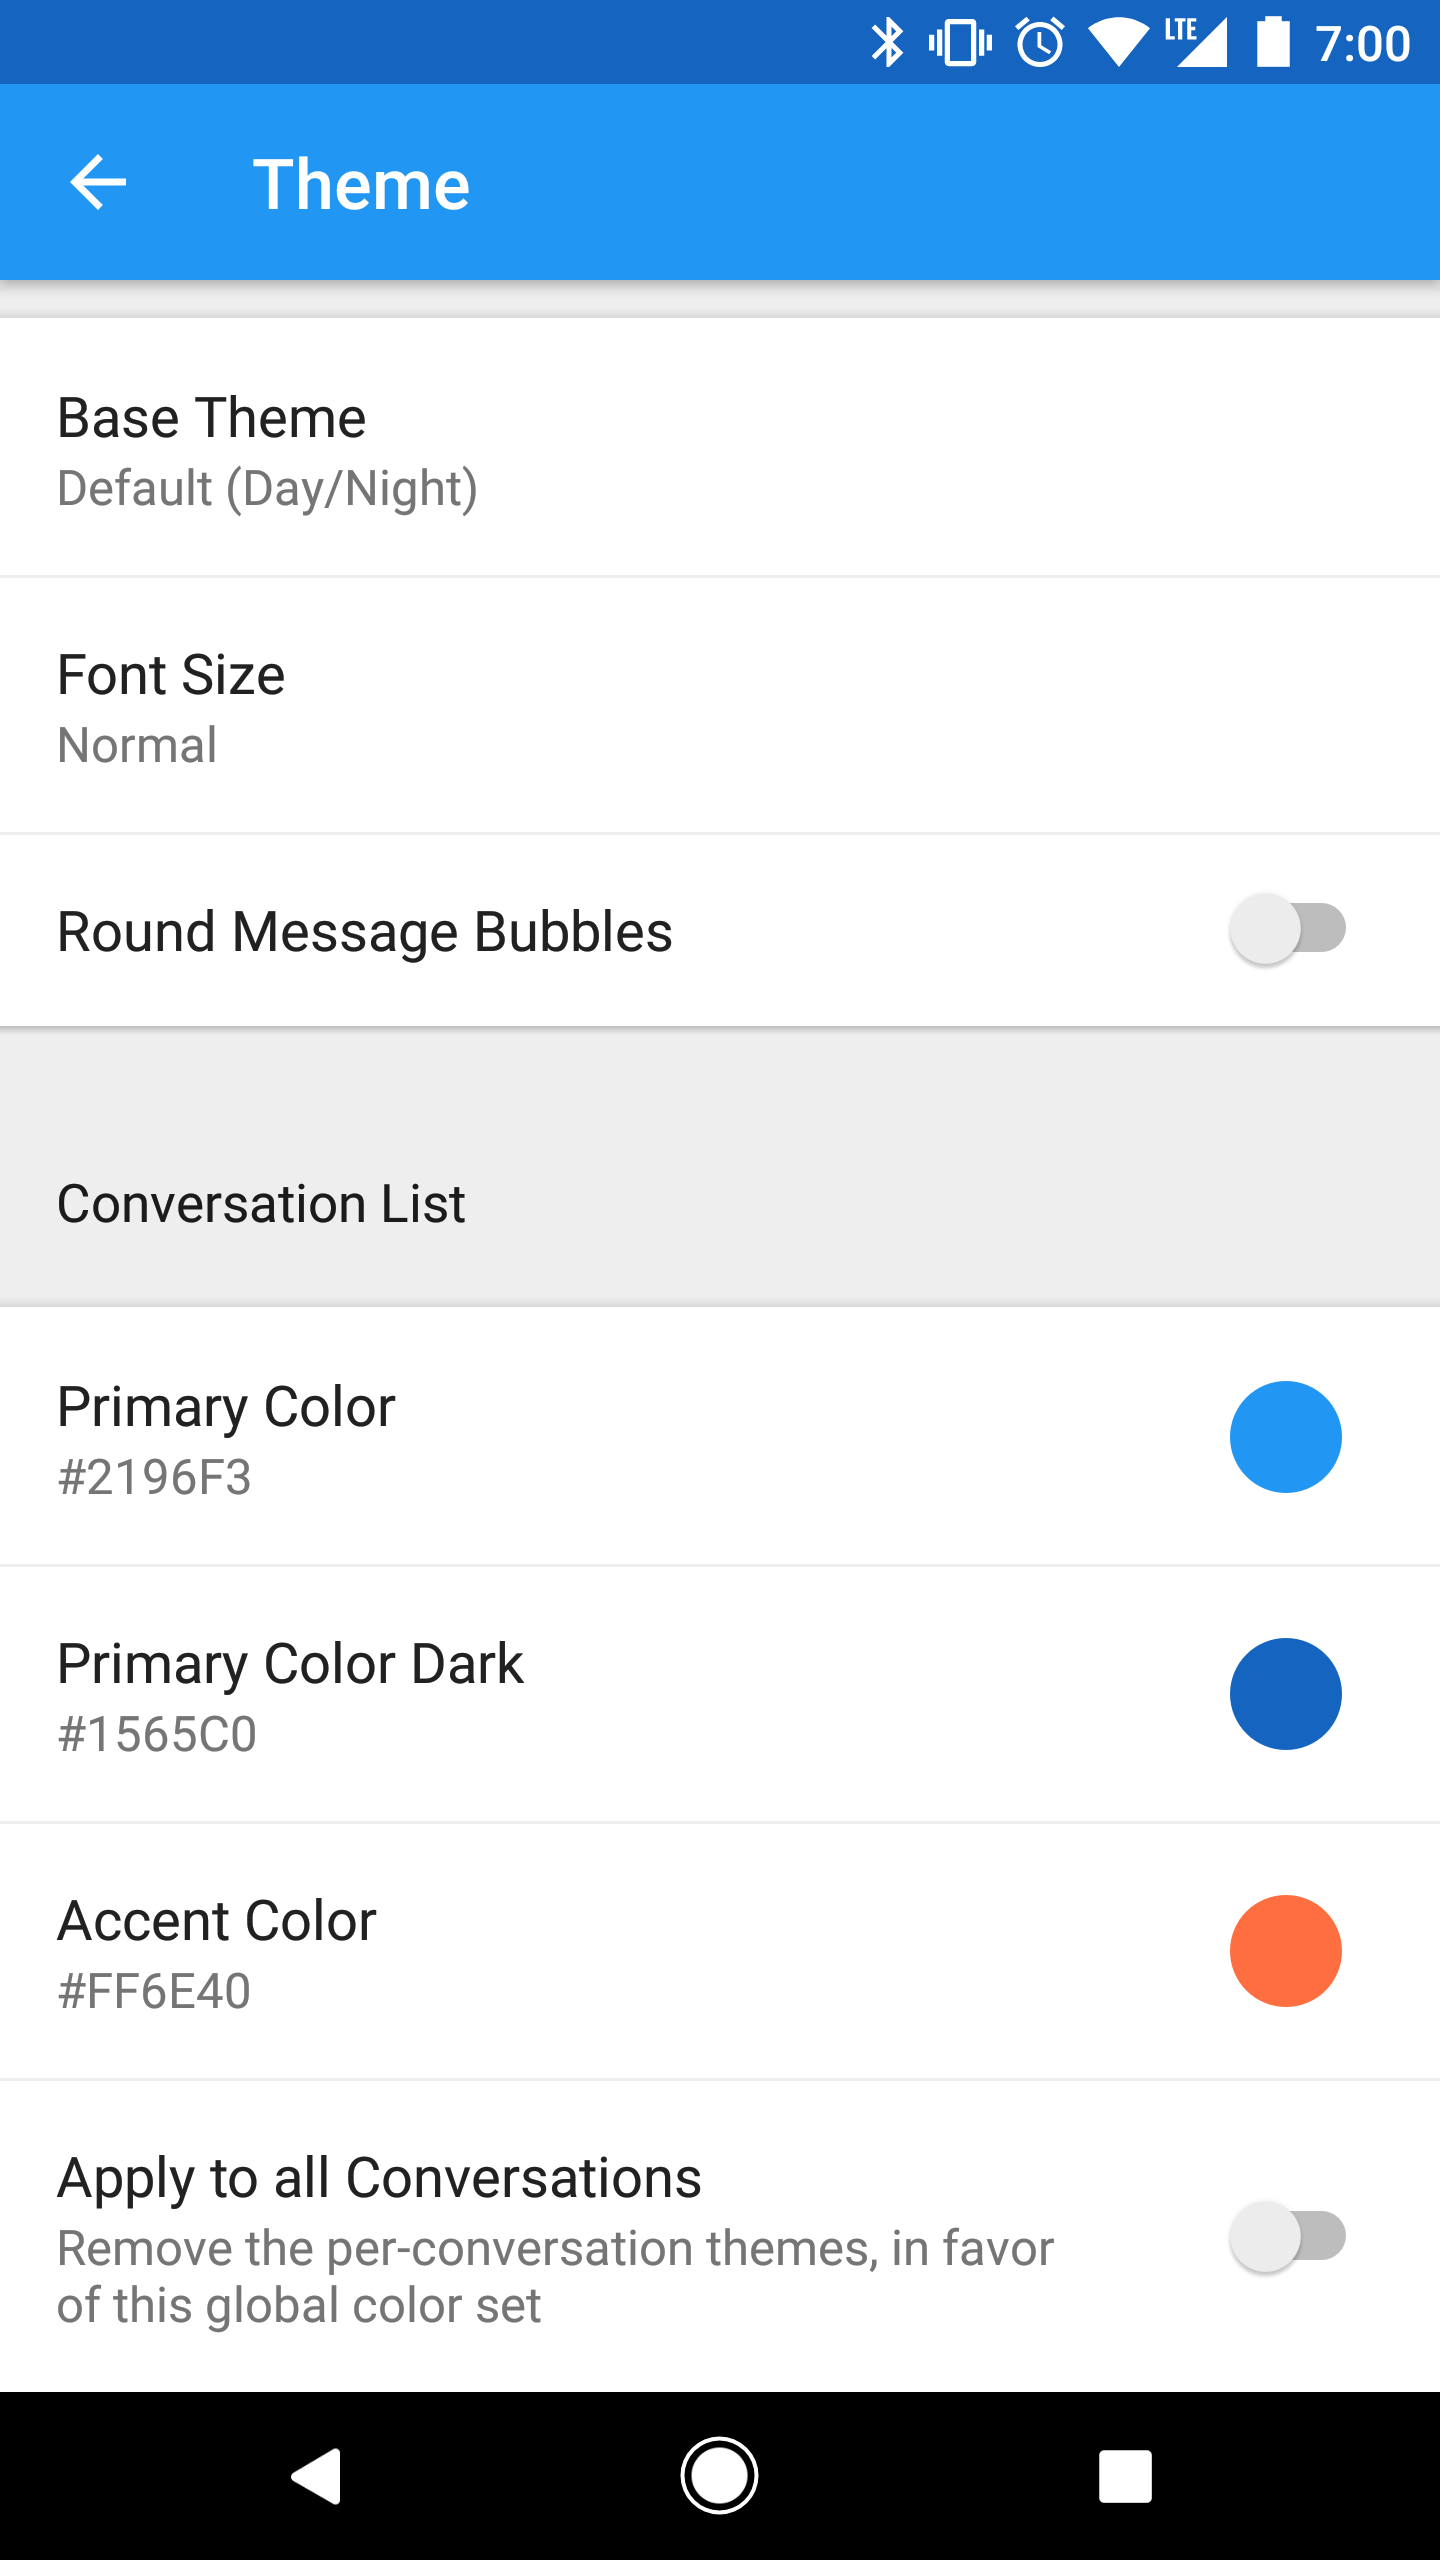 LTE 7:00
Theme
Base Theme
Default (Day/Night)
Font Size
Normal
Round Message Bubbles
Conversation List
Primary Color
#2196F3
Primary Color Dark
#1565C0
Accent Color
#FF6E40
Apply to all Conversations
Remove the per-conversation themes, in favor
of this global color set